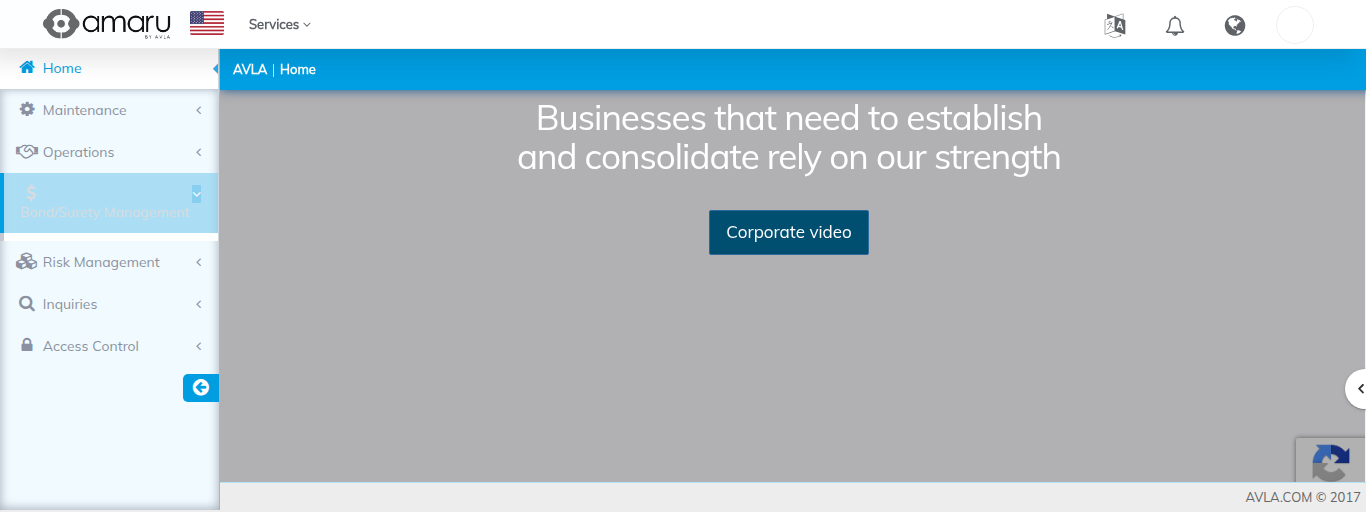 amaru
BY AVLA
Services
Home
AVLA | Home
Maintenance
Operations
$
Bond/Surety Management
Risk Management
Inquiries
Access Control
Businesses that need to establish
and consolidate rely on our strength
Corporate video
AVLA.COM © 2017